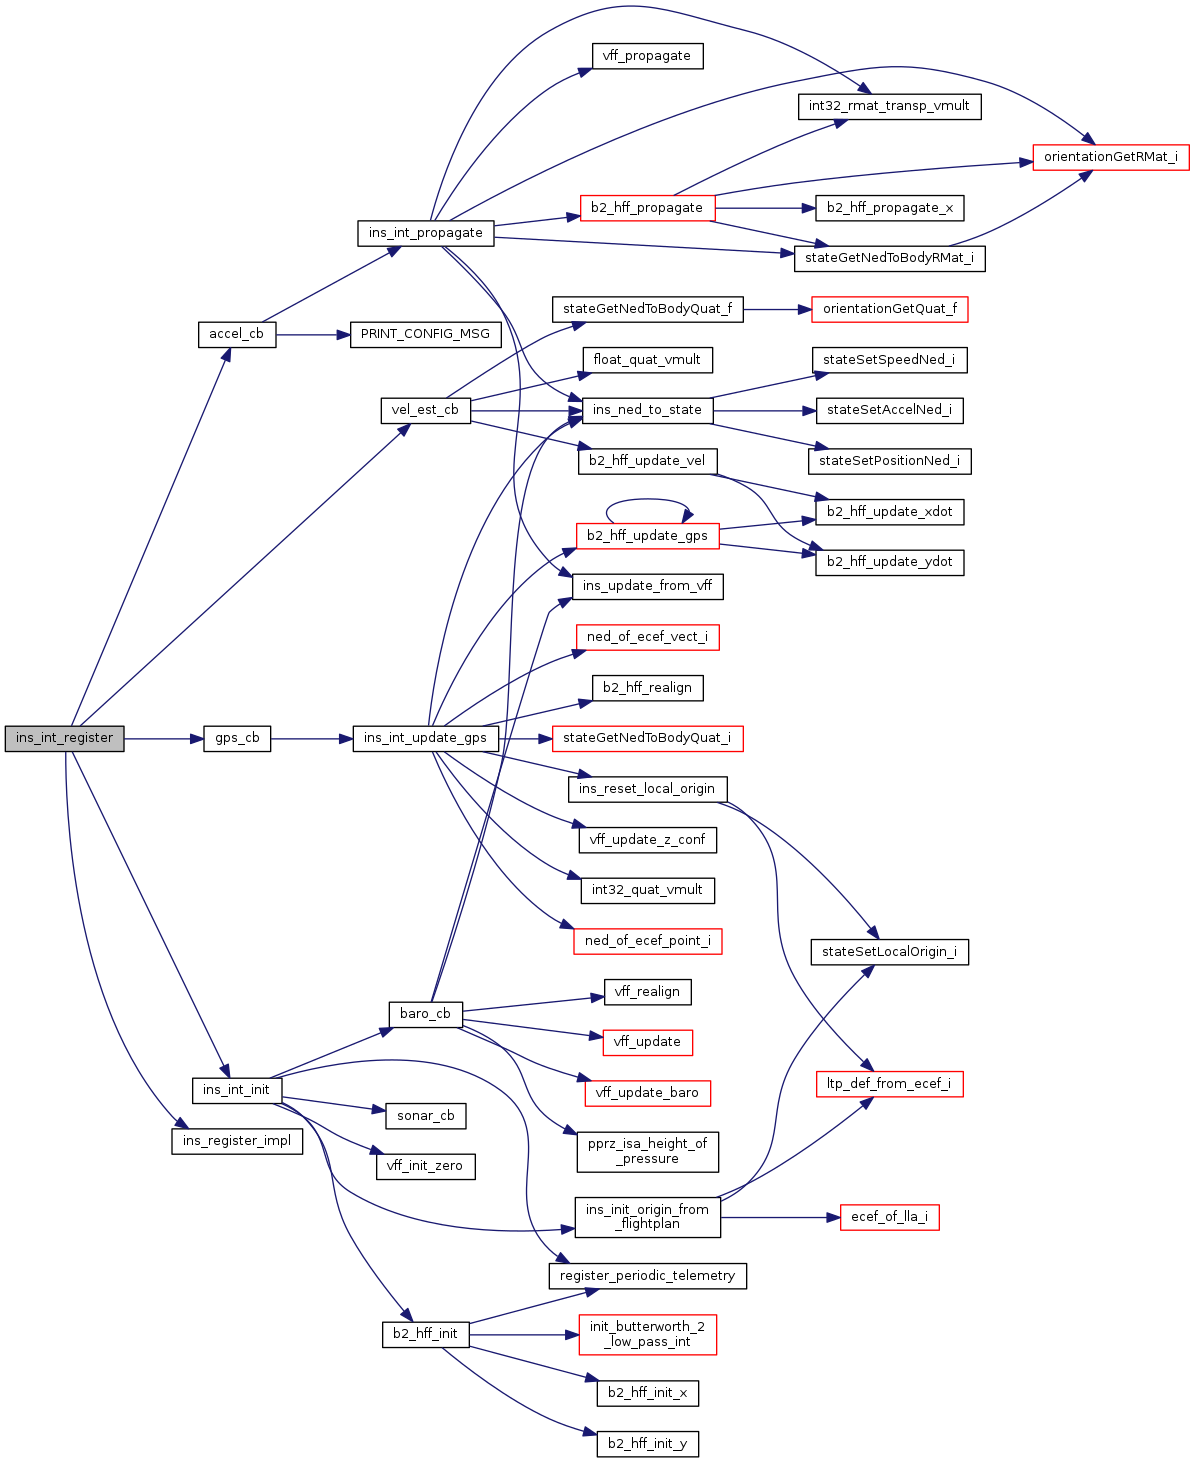 vff_propagate
int32_rmat_transp_vmult
orientationGetRMat_i
b2_hff_propagate
b2_hff_propagate_x
ins_int_propagate
stateGetNedToBodyRMat_i
stateGetNedToBodyQuat_f
orientationGetQuat_f
accel_cb
PRINT_CONFIG_MSG
float_quat_vmult
stateSetSpeedNed_i
vel_est_cb
ins_ned_to_state
stateSetAccelNed_i
b2_hff_update_vel
stateSetPositionNed_i
b2_hff_update_xdot
b2_hff_update_gps
b2_hff_update_ydot
ins_update_from_vff
ned_of_ecef_vect_i
b2_hff_realign
ins_int_register
gps_cb
ins_int_update_gps
stateGetNedToBodyQuat_i
ins_reset_local_origin
vff_update_z_conf
int32_quat_vmult
ned_of_ecef_point_i
stateSetLocalOrigin_i
vff_realign
baro_cb
vff_update
ins_int_init
vff_update_baro
ltp_def_from_ecef_i
sonar_cb
ins_register_impl
pprz_isa_height_of
_pressure
vff_init_zero
ins_init_origin_from
_flightplan
ecef_of_lla_i
register_periodic_telemetry
b2_hff_init
init_butterworth_2
_low_pass_int
b2_hff_init_x
b2_hff_init_y